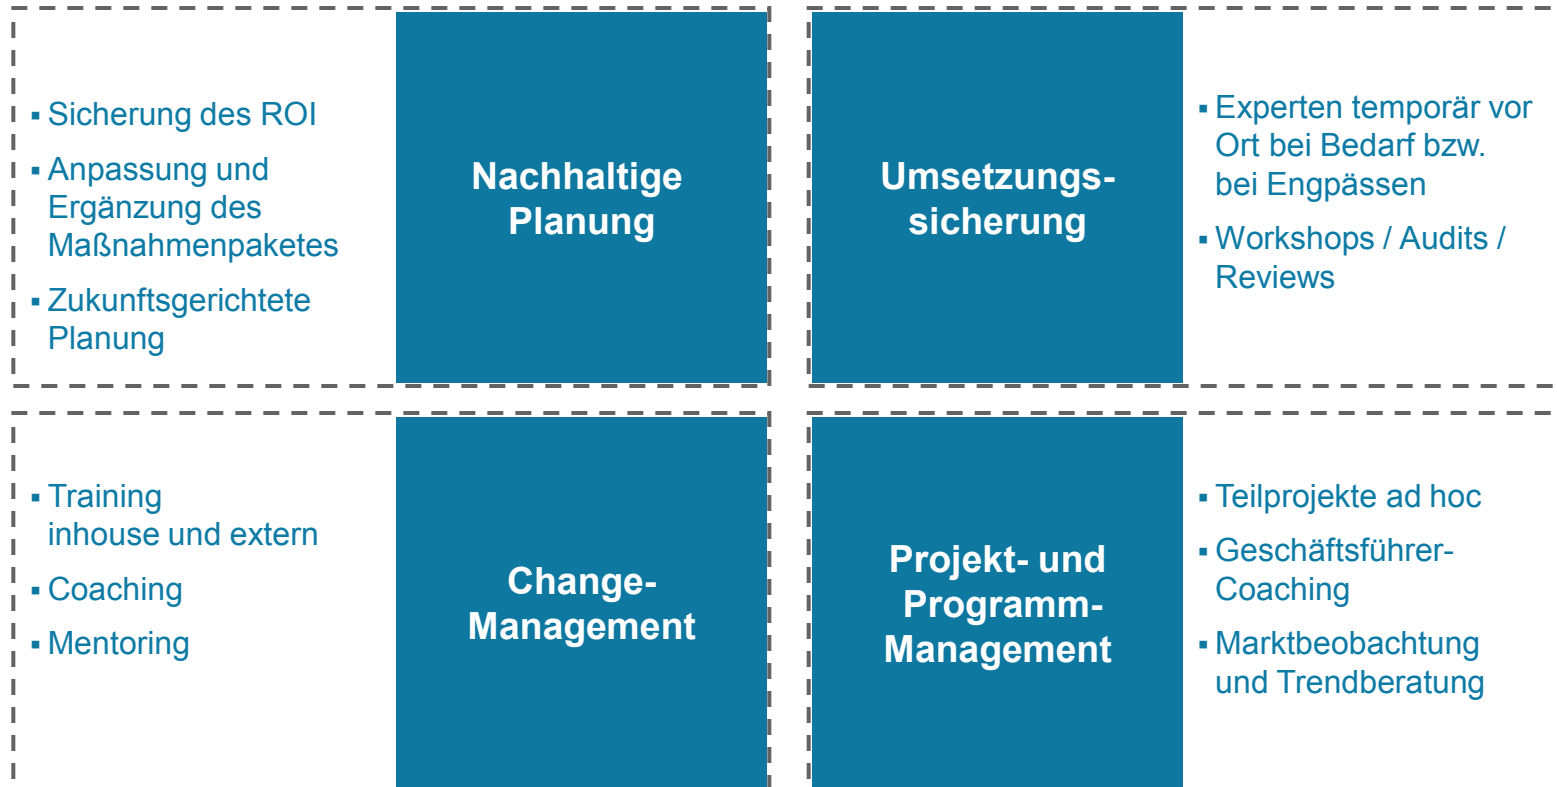 ▪ Sicherung des ROI
▪ Anpassung und
Ergänzung des
Maßnahmenpaketes
▪ Zukunftsgerichtete
Planung
Nachhaltige
Planung
Umsetzungs-
sicherung
▪ Experten temporär vor
Ort bei Bedarf bzw.
bei Engpässen
▪ Workshops / Audits /
Reviews
▪ Training
inhouse und extern
▪ Coaching
▪ Mentoring
Change-
Management
Projekt- und
Programm-
Management
▪ Teilprojekte ad hoc
▪ Geschäftsführer-
Coaching
▪ Marktbeobachtung
und Trendberatung